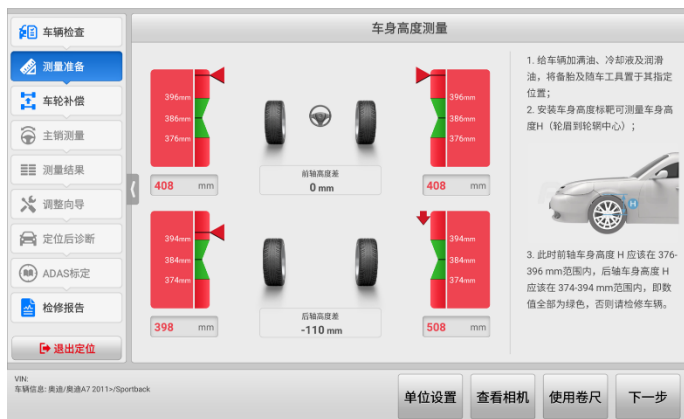 车辆检查
测量准备
车轮补偿
主销测量
测量结果
调整向导
定位后诊断
ADAS标定
检修报告
退出定位
车身高度测量
396mm
386mm
376mm
396mm
386mm
376mm
408 mm
前轴高度差
0 mm
408 mm
394mm
384mm
374mm
394mm
384mm
374mm
398 mm
后轴高度差
-110 mm
508 mm
1. 给车辆加满油、冷却液及润滑
油，将备胎及随车工具置于其指定
位置；
2. 安装车身高度标靶可测量车身高
度H（轮眉到轮辋中心）；
H
3. 此时前轴车身高度 H 应该在 376-
396 mm范围内，后轴车身高度 H
应该在 374-394 mm范围内，即数
值全部为绿色，否则请检修车辆。
VIN:
车辆信息: 奥迪/奥迪A7 2011>/Sportback
单位设置
查看相机
使用卷尺
下一步